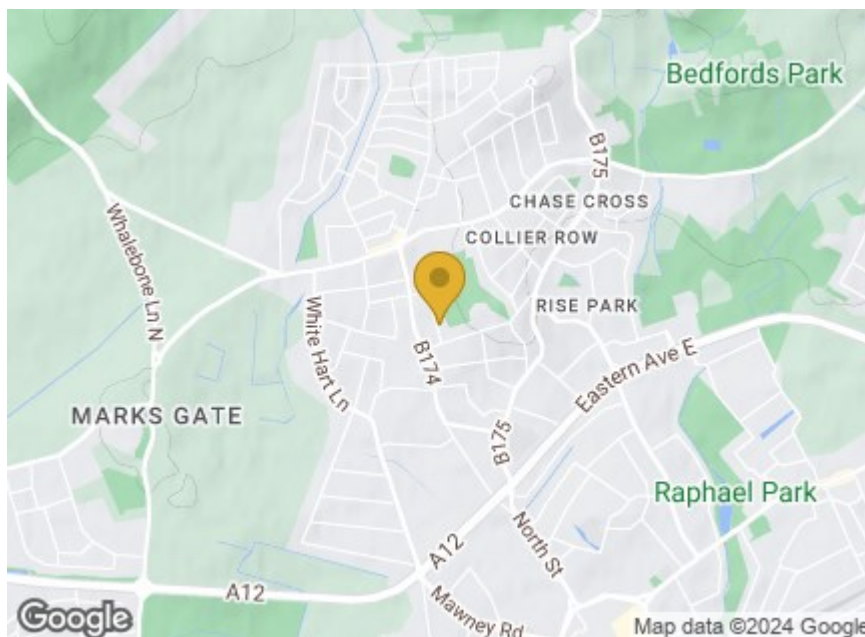 Bedfords Park
B175
CHASE CROSS
COLLIER ROW
Whalebone Ln N
RISE PARK
White Hart Ln
B174
Eastern Ave E
MARKS GATE
B175
Raphael Park
North St
A12
A12
Mawney Rd
Google
Map data ©2024 Google